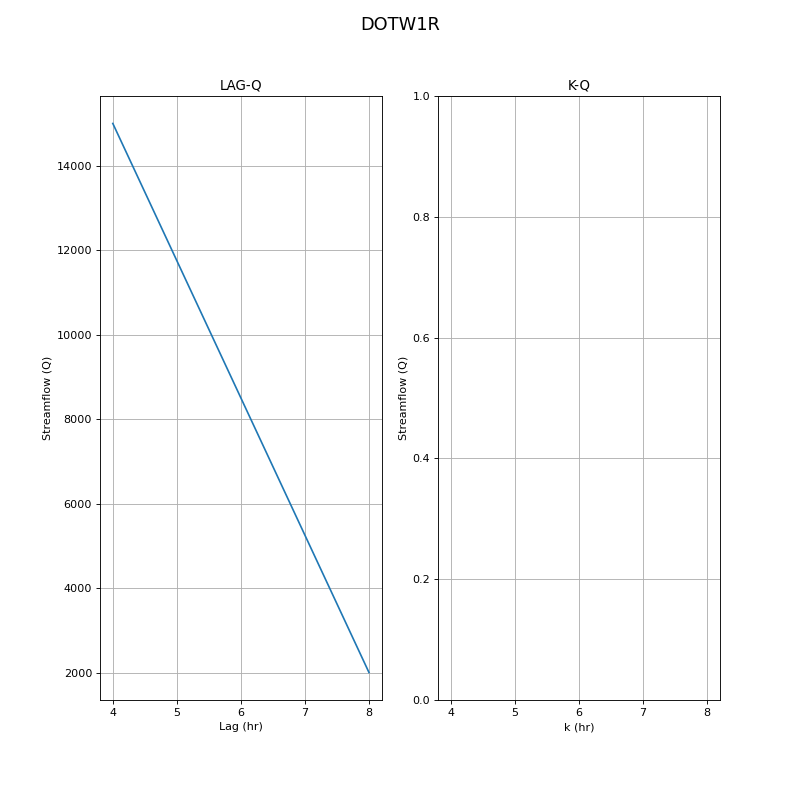 DOTW1R
LAG-Q
Streamflow (Q)
14000
12000
10000
8000
6000
4000
2000
4 5 6 7 8
Lag (hr)
K-Q
Streamflow (Q)
1.0
0.8
0.6
0.4
0.2
0.0
4 5 6 7 8
k (hr)